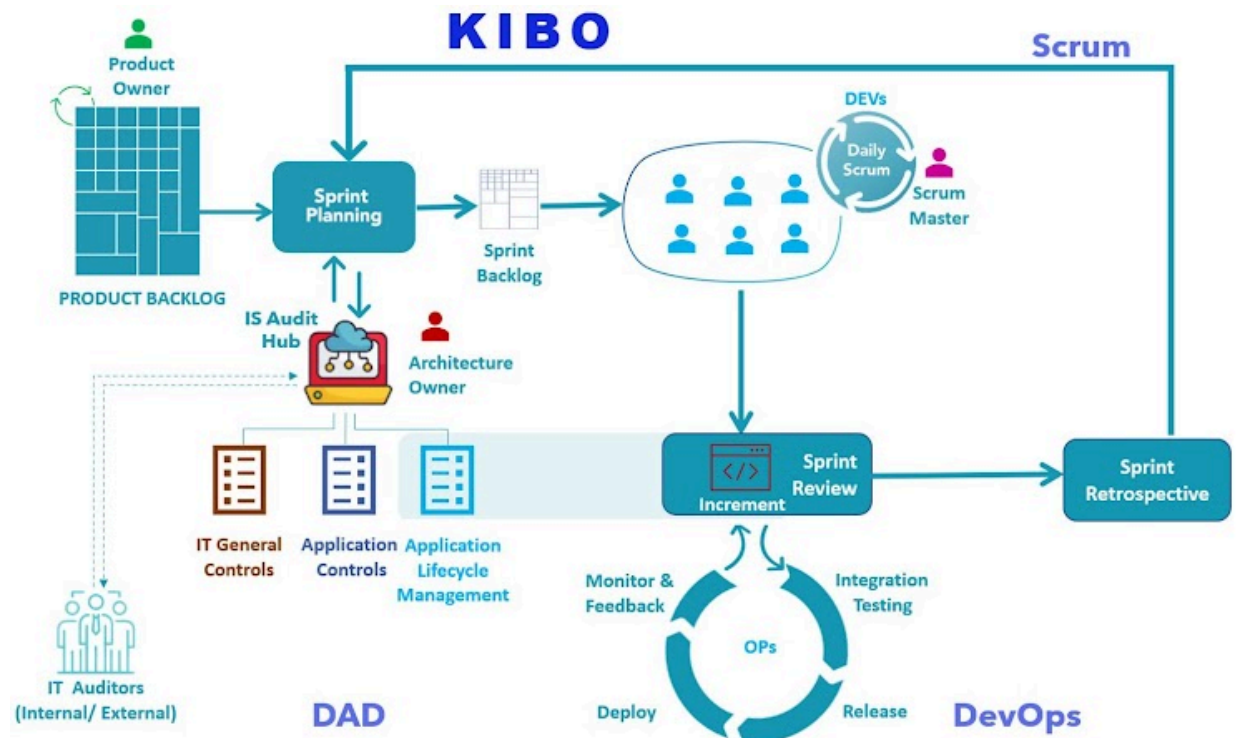 KIBO
Scrum
Product
Owner
DEVs
Daily
Scrum
Scrum
Master
Sprint
Planning
Sprint
Backlog
PRODUCT BACKLOG
IS Audit
Hub
Architecture
Owner
Sprint
Review
Increment
</>
Sprint
Retrospective
IT General
Controls
Application
Controls
Application
Lifecycle
Management
Monitor &
Feedback
Integration
Testing
OPs
Deploy
Release
IT Auditors
(Internal/ External)
DAD
DevOps